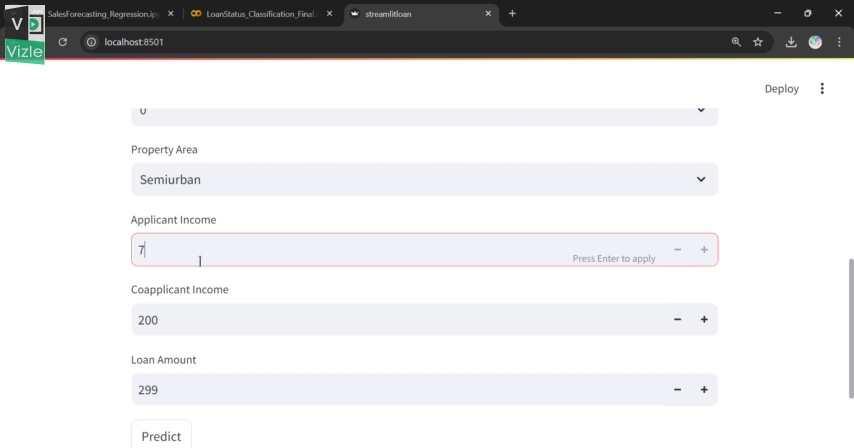 SalesForecasting_Regression.ip
LoanStatus_Classification_Final.i
streamlitloan
V
Vizle
localhost:8501
Deploy
0
Property Area
Semiurban
Applicant Income
7
Press Enter to apply
Coapplicant Income
200
Loan Amount
299
Predict